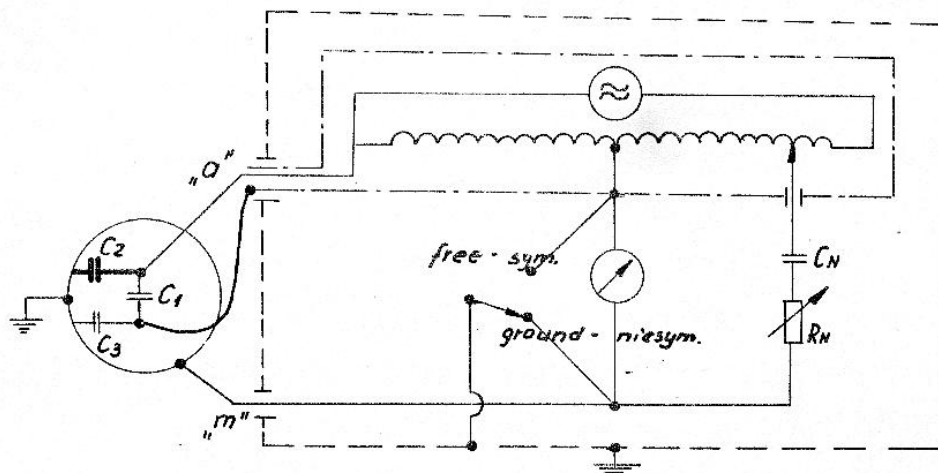 „a"
C2
C1
C3
free - sym.
ground - niesym.
CN
RN
„m"